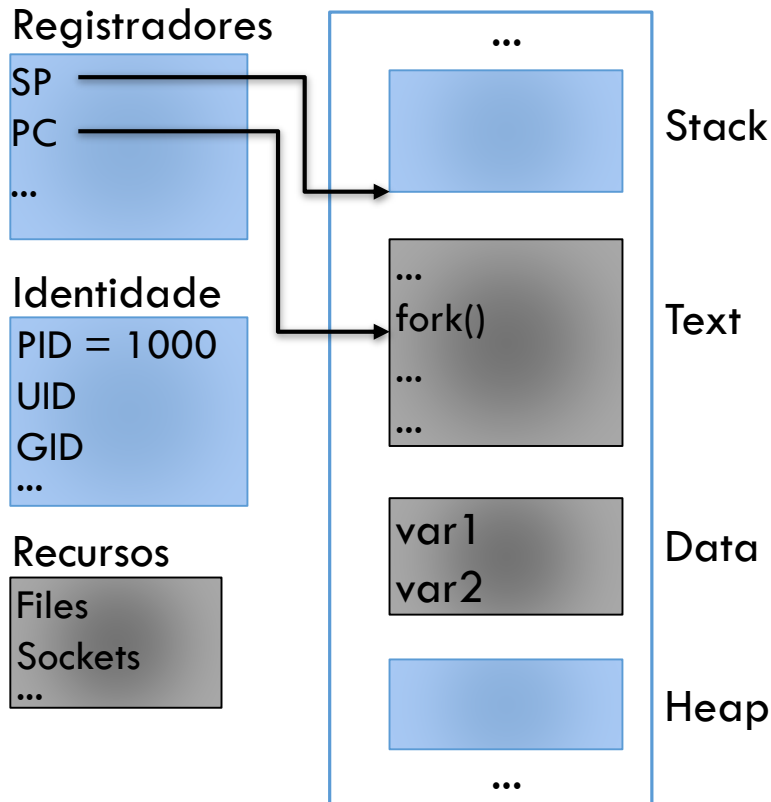 Registradores
SP
PC
...
Identidade
PID = 1000
UID
GID
...
Recursos
Files
Sockets
...
...
Stack
...
fork()
...
...
Text
var1
var2
Data
Heap
...